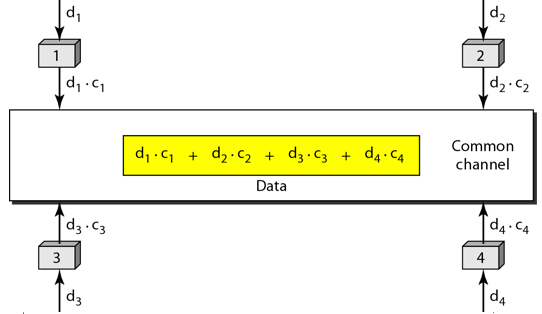 d₁ d₂
1 2
d₁ · c₁ d₂ · c₂
d₁ · c₁ + d₂ · c₂ + d₃ · c₃ + d₄ · c₄
Common
channel
Data
d₃ · c₃ d₄ · c₄
3 4
d₃ d₄